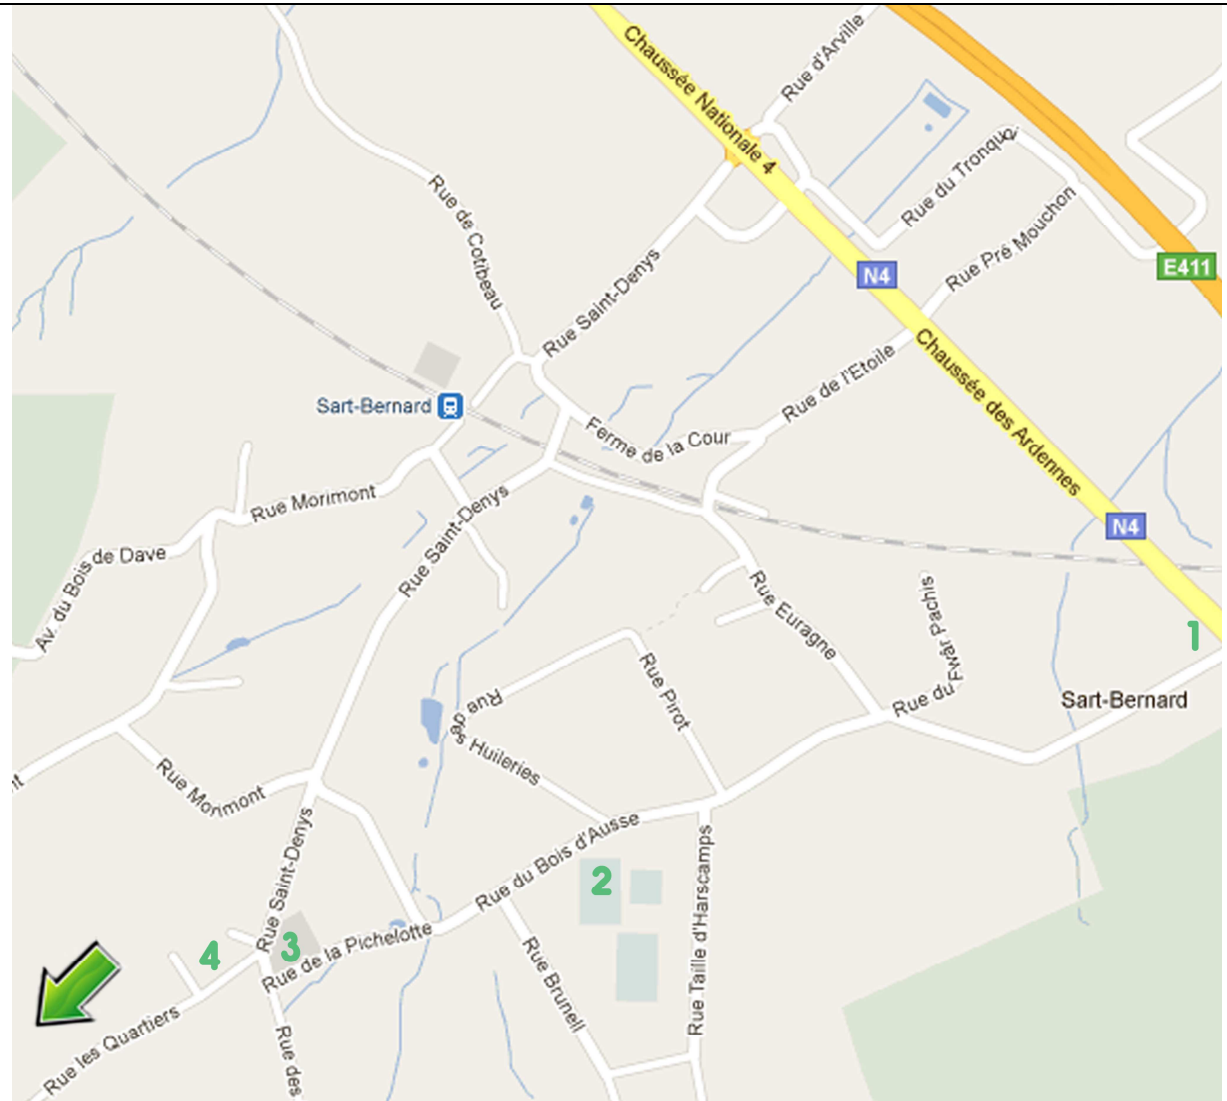 Rue d'Arville
Chaussée Nationale 4
Rue du Tronquoy
Rue de Cotibeau
Rue Pré Mouchon
E411
N4
Rue Saint-Denys
Chaussée des Ardennes
Rue de l'Etoile
Sart-Bernard
Ferme de la Cour
Rue Morimont
Rue Saint-Denys
N4
Av. du Bois de Dave
Rue Euragne
Rue du Fwâr Pachis
1
Rue Pirot
Rue des Huileries
Sart-Bernard
Rue Morimont
Rue Saint-Denys
Rue du Bois d'Ausse
2
Rue Taille d'Harscamps
3
4
Rue de la Pichelotte
Rue Brunell
Rue les Quartiers
Rue des